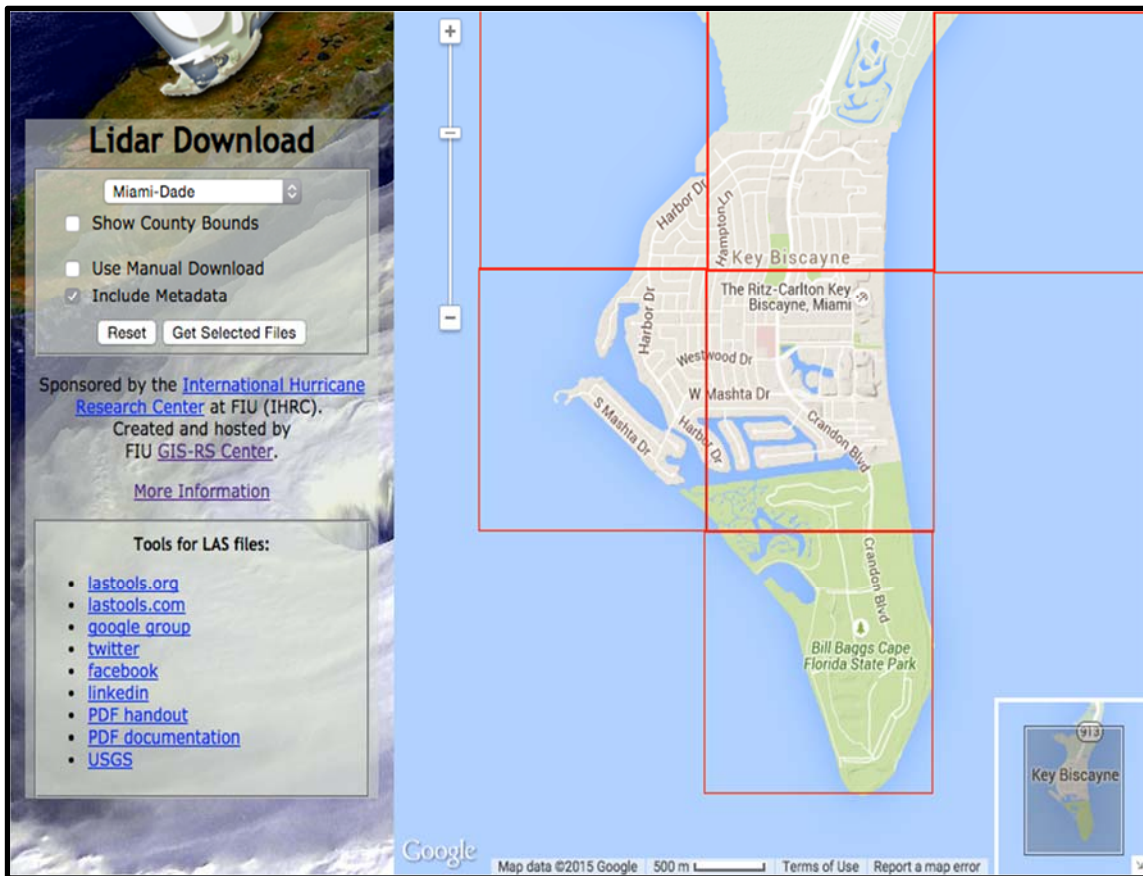 Lidar Download
Miami-Dade
Show County Bounds
Use Manual Download
Include Metadata
Reset Get Selected Files
Sponsored by the International Hurricane
Research Center at FIU (IHRC).
Created and hosted by
FIU GIS-RS Center.
More Information
Tools for LAS files:
lastools.org
lastools.com
google group
twitter
facebook
linkedin
PDF handout
PDF documentation
USGS
+
−
Harbor Dr
Hampton Ln
Key Biscayne
The Ritz-Carlton Key
Biscayne, Miami
Harbor Dr
Westwood Dr
W Mashta Dr
S Mashta Dr
Harbor Dr
Crandon Blvd
Crandon Blvd
Bill Baggs Cape
Florida State Park
913
Key Biscayne
Google
Map data ©2015 Google 500 m Terms of Use Report a map error